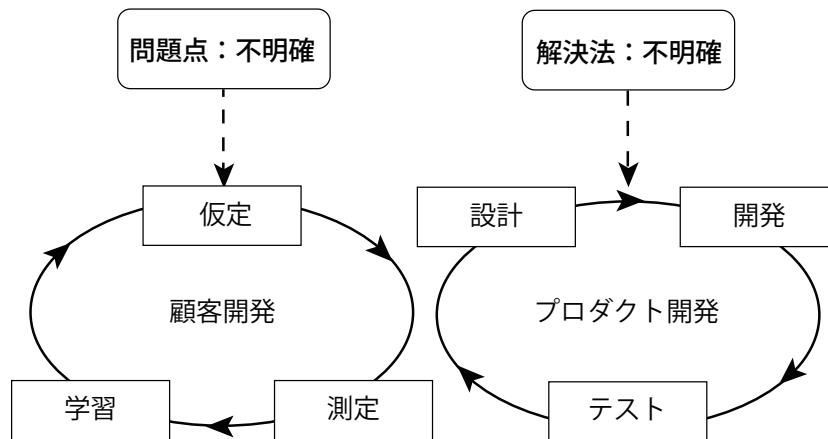 問題点：不明確
解決法：不明確
仮定
顧客開発
学習
測定
設計
開発
プロダクト開発
テスト